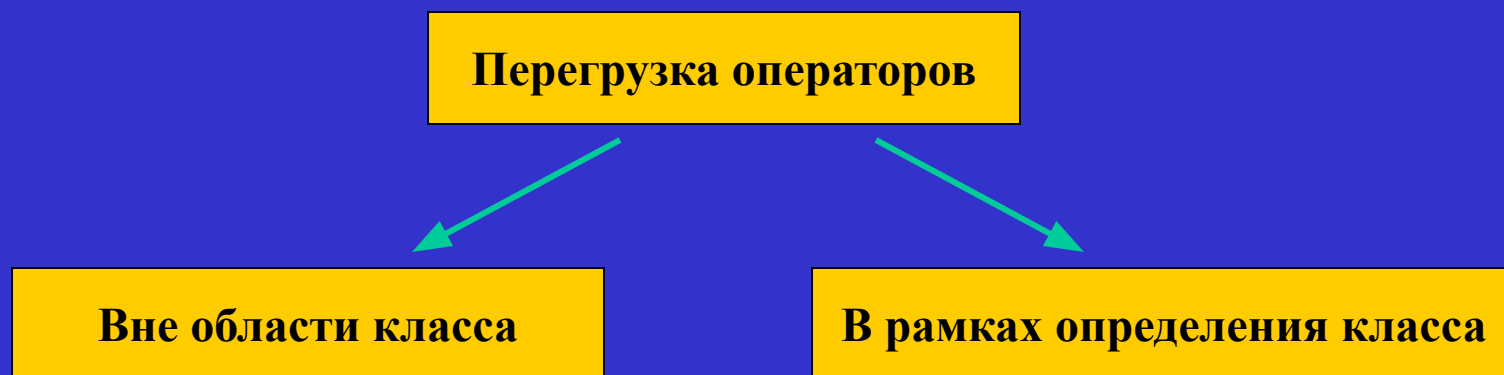 Перегрузка операторов
Вне области класса
В рамках определения класса